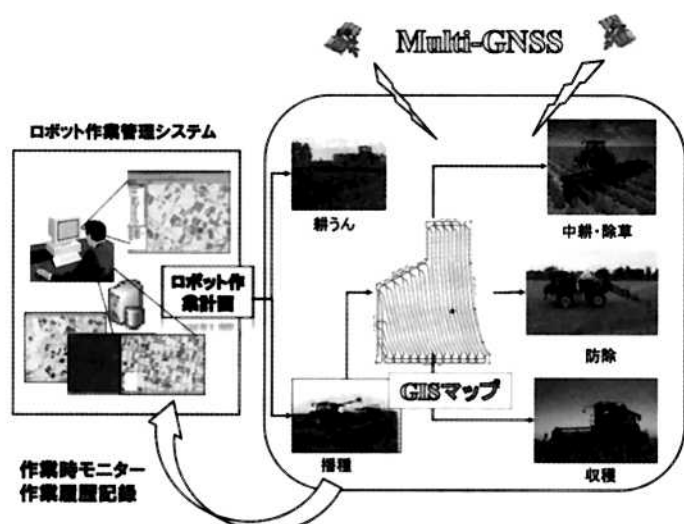 Multi-GNSS
ロボット作業管理システム
耕うん
中耕・除草
ロボット作
業計画
防除
GISマップ
播種
収穫
作業時モニター
作業履歴記録